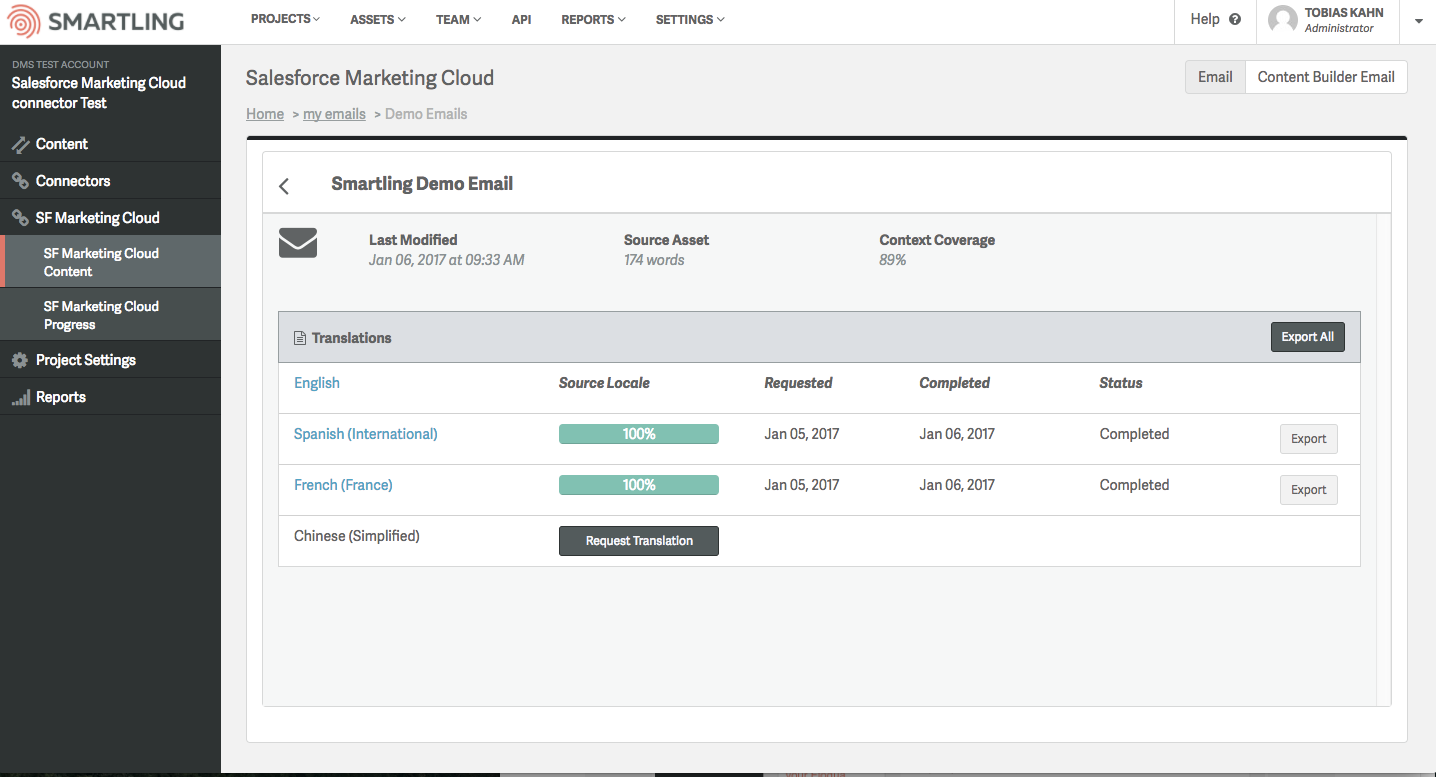 SMARTLING
PROJECTS
ASSETS
TEAM
API
REPORTS
SETTINGS
Help
TOBIAS KAHN
Administrator
DMS TEST ACCOUNT
Salesforce Marketing Cloud
connector Test
Content
Connectors
SF Marketing Cloud
SF Marketing Cloud
Content
SF Marketing Cloud
Progress
Project Settings
Reports
Salesforce Marketing Cloud
Email
Content Builder Email
Home > my emails > Demo Emails
Smartling Demo Email
Last Modified
Jan 06, 2017 at 09:33 AM
Source Asset
174 words
Context Coverage
89%
Translations
Export All
English Source Locale Requested Completed Status
Spanish (International) 100% Jan 05, 2017 Jan 06, 2017 Completed Export
French (France) 100% Jan 05, 2017 Jan 06, 2017 Completed Export
Chinese (Simplified) Request Translation